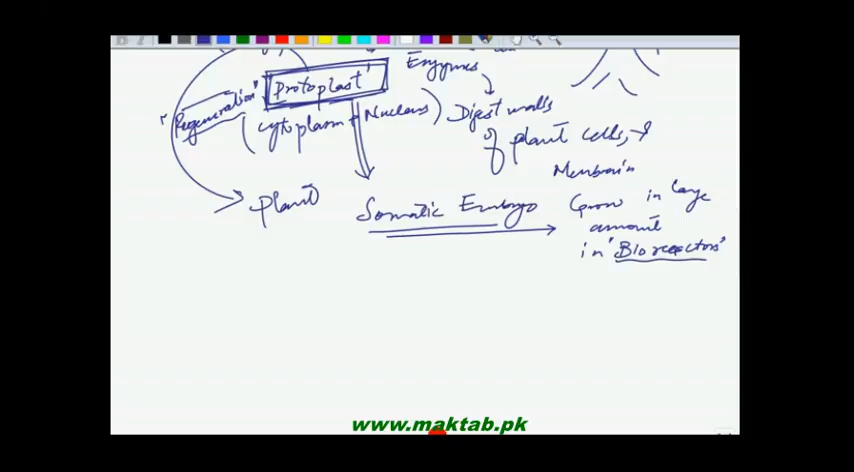 Enzymes
Protoplast
"Regeneration"
(cytoplasm + Nucleus)
Digest walls
of plant cells,
Membrain
plant
Somatic Embryo
Grow in large
amount
in "Bioreactors"
www.maktab.pk